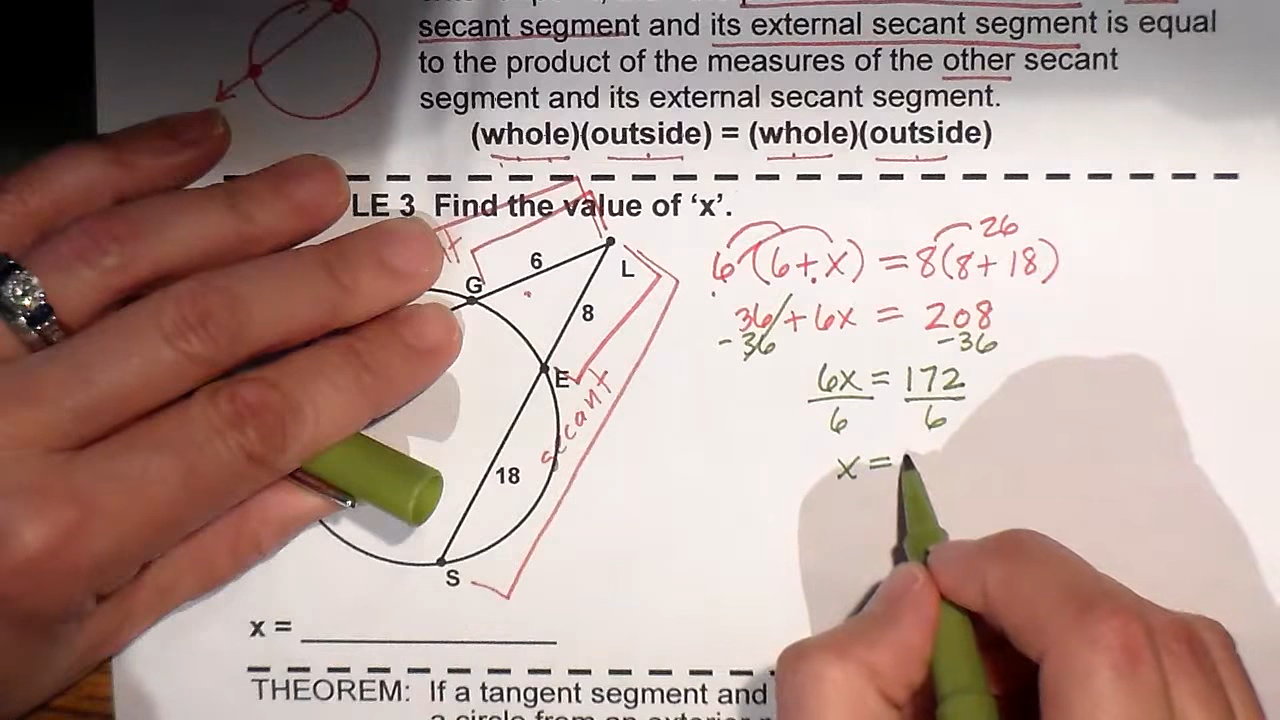 secant segment and its external secant segment is equal
to the product of the measures of the other secant
segment and its external secant segment.
(whole)(outside) = (whole)(outside)
LE 3 Find the value of ‘x’.
6 (6 + x) = 8(8 + 18)
26
36 + 6x = 208
-36 -36
6x = 172
6 6
x =
6
L
G
8
E
secant
18
S
x =
THEOREM: If a tangent segment and